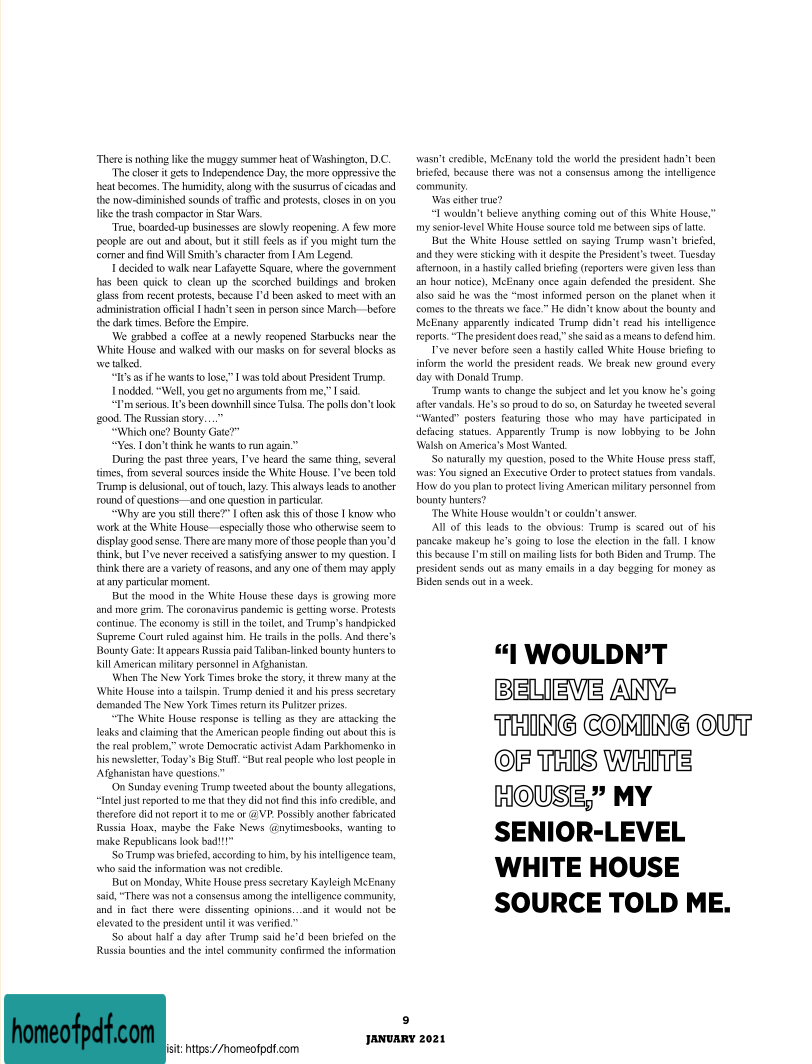 There is nothing like the muggy summer heat of Washington, D.C.
The closer it gets to Independence Day, the more oppressive the
heat becomes. The humidity, along with the susurrus of cicadas and
the now-diminished sounds of traffic and protests, closes in on you
like the trash compactor in Star Wars.
True, boarded-up businesses are slowly reopening. A few more
people are out and about, but it still feels as if you might turn the
corner and find Will Smith’s character from I Am Legend.
I decided to walk near Lafayette Square, where the government
has been quick to clean up the scorched buildings and broken
glass from recent protests, because I’d been asked to meet with an
administration official I hadn’t seen in person since March—before
the dark times. Before the Empire.
We grabbed a coffee at a newly reopened Starbucks near the
White House and walked with our masks on for several blocks as
we talked.
“It’s as if he wants to lose,” I was told about President Trump.
I nodded. “Well, you get no arguments from me,” I said.
“I’m serious. It’s been downhill since Tulsa. The polls don’t look
good. The Russian story….”
“Which one? Bounty Gate?”
“Yes. I don’t think he wants to run again.”
During the past three years, I’ve heard the same thing, several
times, from several sources inside the White House. I’ve been told
Trump is delusional, out of touch, lazy. This always leads to another
round of questions—and one question in particular.
“Why are you still there?” I often ask this of those I know who
work at the White House—especially those who otherwise seem to
display good sense. There are many more of those people than you’d
think, but I’ve never received a satisfying answer to my question. I
think there are a variety of reasons, and any one of them may apply
at any particular moment.
But the mood in the White House these days is growing more
and more grim. The coronavirus pandemic is getting worse. Protests
continue. The economy is still in the toilet, and Trump’s handpicked
Supreme Court ruled against him. He trails in the polls. And there’s
Bounty Gate: It appears Russia paid Taliban-linked bounty hunters to
kill American military personnel in Afghanistan.
When The New York Times broke the story, it threw many at the
White House into a tailspin. Trump denied it and his press secretary
demanded The New York Times return its Pulitzer prizes.
“The White House response is telling as they are attacking the
leaks and claiming that the American people finding out about this is
the real problem,” wrote Democratic activist Adam Parkhomenko in
his newsletter, Today’s Big Stuff. “But real people who lost people in
Afghanistan have questions.”
On Sunday evening Trump tweeted about the bounty allegations,
“Intel just reported to me that they did not find this info credible, and
therefore did not report it to me or @VP. Possibly another fabricated
Russia Hoax, maybe the Fake News @nytimesbooks, wanting to
make Republicans look bad!!!”
So Trump was briefed, according to him, by his intelligence team,
who said the information was not credible.
But on Monday, White House press secretary Kayleigh McEnany
said, “There was not a consensus among the intelligence community,
and in fact there were dissenting opinions…and it would not be
elevated to the president until it was verified.”
So about half a day after Trump said he’d been briefed on the
Russia bounties and the intel community confirmed the information
wasn’t credible, McEnany told the world the president hadn’t been
briefed, because there was not a consensus among the intelligence
community.
Was either true?
“I wouldn’t believe anything coming out of this White House,”
my senior-level White House source told me between sips of latte.
But the White House settled on saying Trump wasn’t briefed,
and they were sticking with it despite the President’s tweet. Tuesday
afternoon, in a hastily called briefing (reporters were given less than
an hour notice), McEnany once again defended the president. She
also said he was the “most informed person on the planet when it
comes to the threats we face.” He didn’t know about the bounty and
McEnany apparently indicated Trump didn’t read his intelligence
reports. “The president does read,” she said as a means to defend him.
I’ve never before seen a hastily called White House briefing to
inform the world the president reads. We break new ground every
day with Donald Trump.
Trump wants to change the subject and let you know he’s going
after vandals. He’s so proud to do so, on Saturday he tweeted several
“Wanted” posters featuring those who may have participated in
defacing statues. Apparently Trump is now lobbying to be John
Walsh on America’s Most Wanted.
So naturally my question, posed to the White House press staff,
was: You signed an Executive Order to protect statues from vandals.
How do you plan to protect living American military personnel from
bounty hunters?
The White House wouldn’t or couldn’t answer.
All of this leads to the obvious: Trump is scared out of his
pancake makeup he’s going to lose the election in the fall. I know
this because I’m still on mailing lists for both Biden and Trump. The
president sends out as many emails in a day begging for money as
Biden sends out in a week.
“I WOULDN’T
BELIEVE ANY-
THING COMING OUT
OF THIS WHITE
HOUSE,” MY
SENIOR-LEVEL
WHITE HOUSE
SOURCE TOLD ME.
9
JANUARY 2021
homeofpdf.com
isit: https://homeofpdf.com